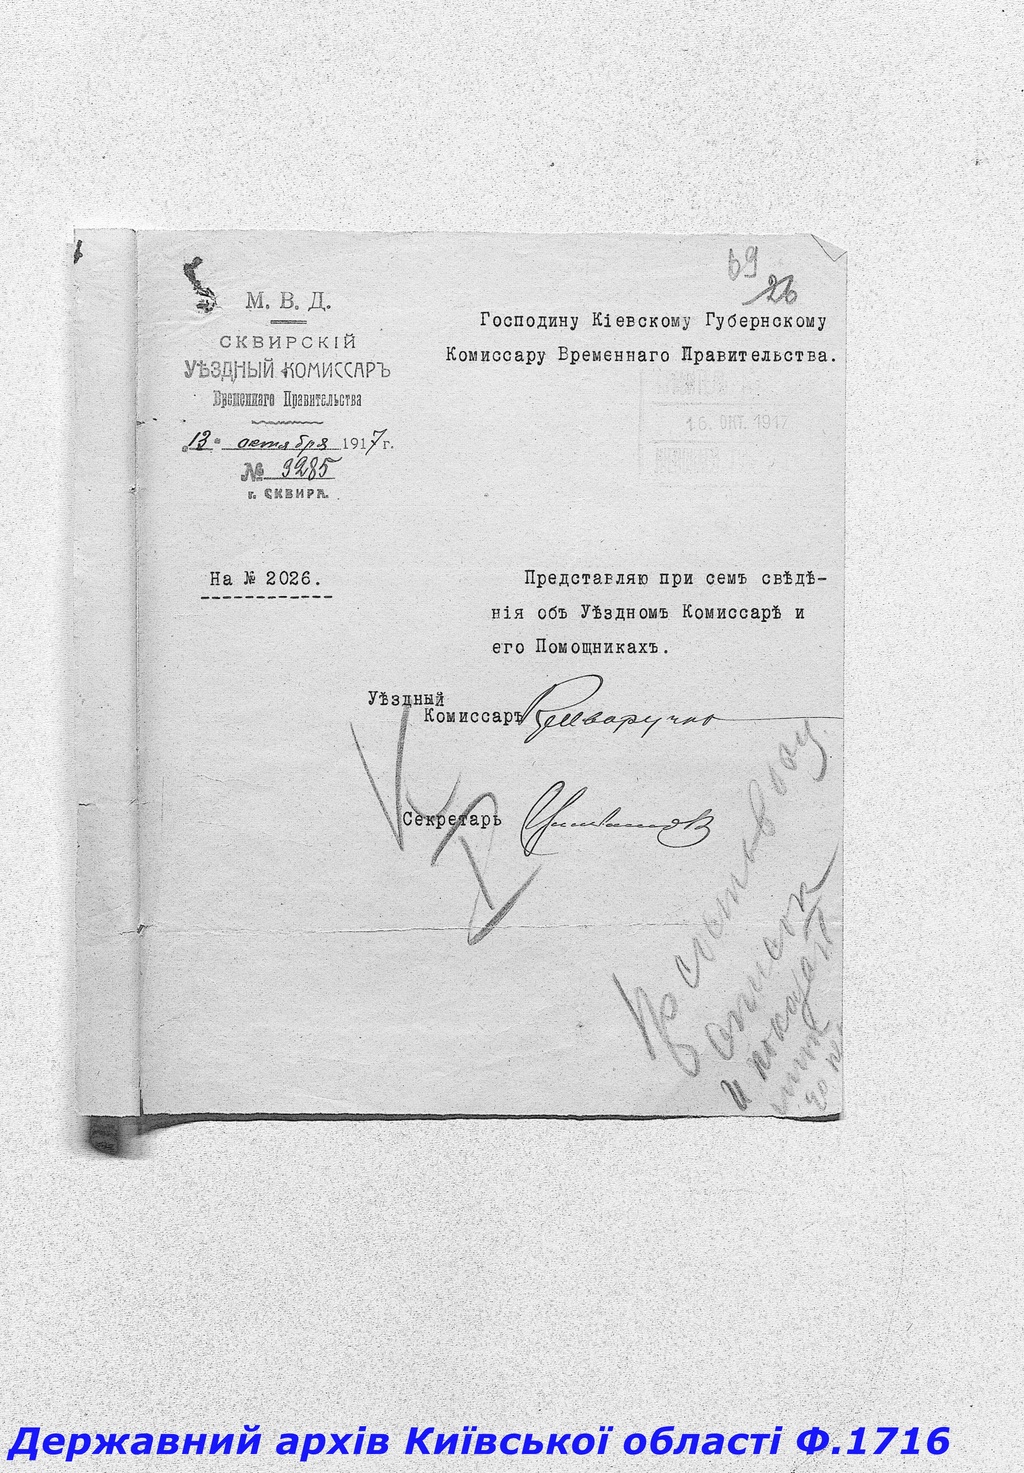 69
26
М. В. Д.
СКВИРСКІЙ
УѢЗДНЫЙ КОМИССАРЪ
Временнаго Правительства
„13“ октября 1917 г.
№ 9285
г. СКВИРА.
Господину Кіевскому Губернскому
Комиссару Временнаго Правительства.
16. ОКТ. 1917
На № 2026.
Представляю при семъ свѣдѣ-
нія объ Уѣздномъ Комиссарѣ и
его Помощникахъ.
Уѣздный
Комиссаръ
Секретарь
К
список
и показать
Державний архів Київської області Ф.1716